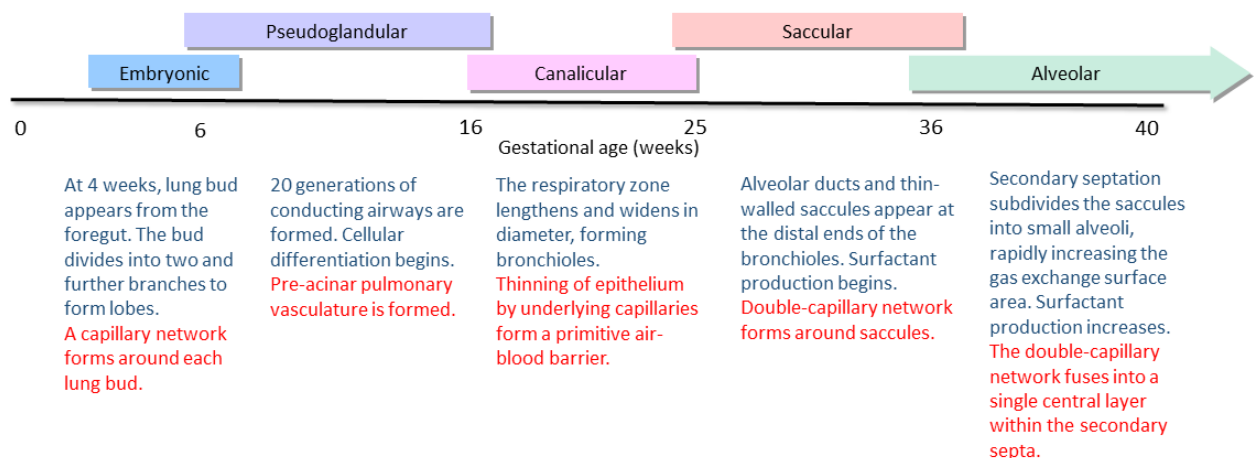 Pseudoglandular
Saccular
Embryonic
Canalicular
Alveolar
0
6
16
25
36
40
Gestational age (weeks)
At 4 weeks, lung bud
appears from the
foregut. The bud
divides into two and
further branches to
form lobes.
A capillary network
forms around each
lung bud.
20 generations of
conducting airways are
formed. Cellular
differentiation begins.
Pre-acinar pulmonary
vasculature is formed.
The respiratory zone
lengthens and widens in
diameter, forming
bronchioles.
Thinning of epithelium
by underlying capillaries
form a primitive air-
blood barrier.
Alveolar ducts and thin-
walled saccules appear at
the distal ends of the
bronchioles. Surfactant
production begins.
Double-capillary network
forms around saccules.
Secondary septation
subdivides the saccules
into small alveoli,
rapidly increasing the
gas exchange surface
area. Surfactant
production increases.
The double-capillary
network fuses into a
single central layer
within the secondary
septa.